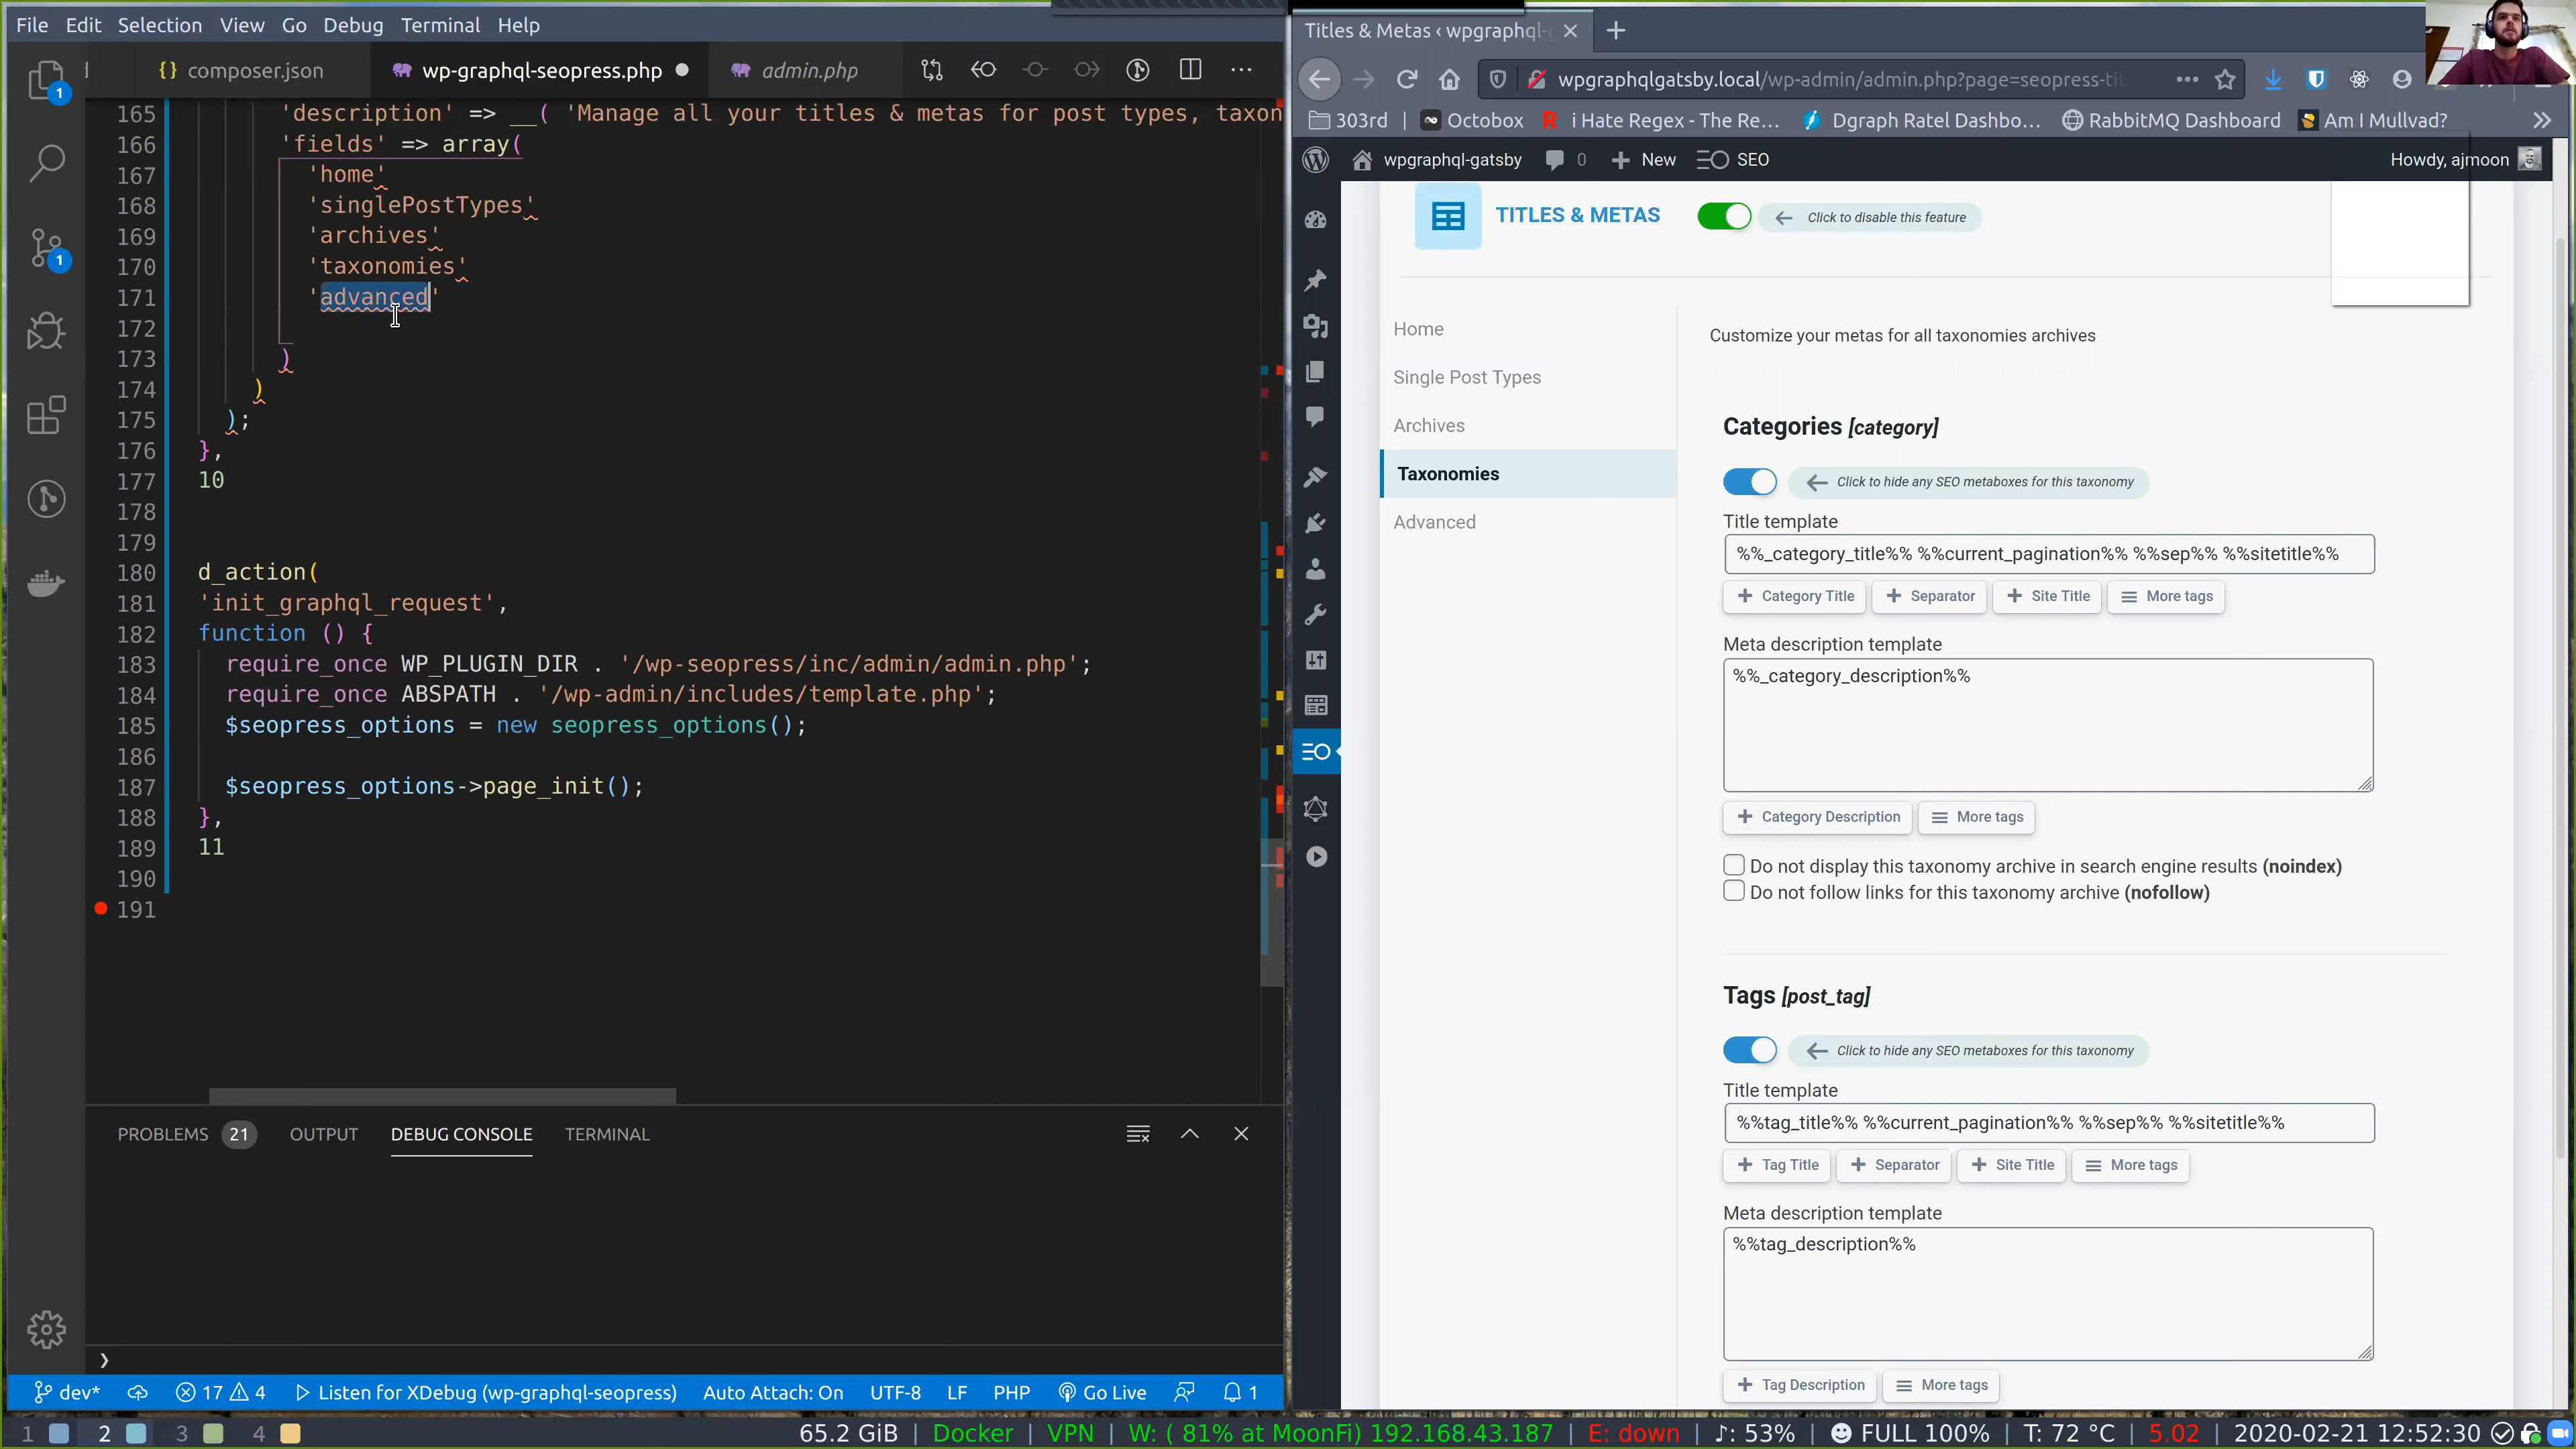 File Edit Selection View Go Debug Terminal Help
{} composer.json wp-graphql-seopress.php admin.php
165 'description' => __( 'Manage all your titles & metas for post types, taxon
166 'fields' => array(
167 'home'
168 'singlePostTypes'
169 'archives'
170 'taxonomies'
171 'advanced'
172
173 )
174 )
175 );
176 },
177 10
178
179
180 d_action(
181 'init_graphql_request',
182 function () {
183 require_once WP_PLUGIN_DIR . '/wp-seopress/inc/admin/admin.php';
184 require_once ABSPATH . '/wp-admin/includes/template.php';
185 $seopress_options = new seopress_options();
186
187 $seopress_options->page_init();
188 },
189 11
190
191
1
1
PROBLEMS 21 OUTPUT DEBUG CONSOLE TERMINAL
dev* 17 4 Listen for XDebug (wp-graphql-seopress) Auto Attach: On UTF-8 LF PHP Go Live 1
Titles & Metas ‹ wpgraphql-g
wpgraphqlgatsby.local/wp-admin/admin.php?page=seopress-tit
303rd Octobox i Hate Regex - The Re... Dgraph Ratel Dashbo... RabbitMQ Dashboard Am I Mullvad?
wpgraphql-gatsby 0 New SEO Howdy, ajmoon
TITLES & METAS Click to disable this feature
Home
Single Post Types
Archives
Taxonomies
Advanced
Customize your metas for all taxonomies archives
Categories [category]
Click to hide any SEO metaboxes for this taxonomy
Title template
%%_category_title%% %%current_pagination%% %%sep%% %%sitetitle%%
Category Title Separator Site Title More tags
Meta description template
%%_category_description%%
Category Description More tags
Do not display this taxonomy archive in search engine results (noindex)
Do not follow links for this taxonomy archive (nofollow)
Tags [post_tag]
Click to hide any SEO metaboxes for this taxonomy
Title template
%%tag_title%% %%current_pagination%% %%sep%% %%sitetitle%%
Tag Title Separator Site Title More tags
Meta description template
%%tag_description%%
Tag Description More tags
1 2 3 4 65.2 GiB | Docker | VPN | W: ( 81% at MoonFi) 192.168.43.187 | E: down | ♪: 53% | FULL 100% | T: 72 °C | 5.02 | 2020-02-21 12:52:30